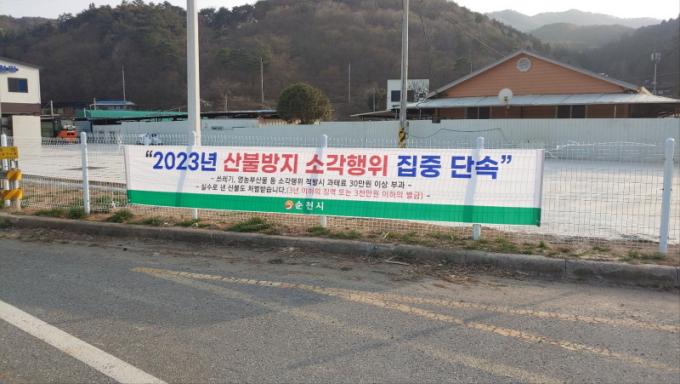 “2023년 산불방지 소각행위 집중 단속”
- 쓰레기, 영농부산물 등 소각행위 적발시 과태료 30만원 이상 부과 -
- 실수로 낸 산불도 처벌받습니다.(3년 이하의 징역 또는 3천만원 이하의 벌금) -
순천시